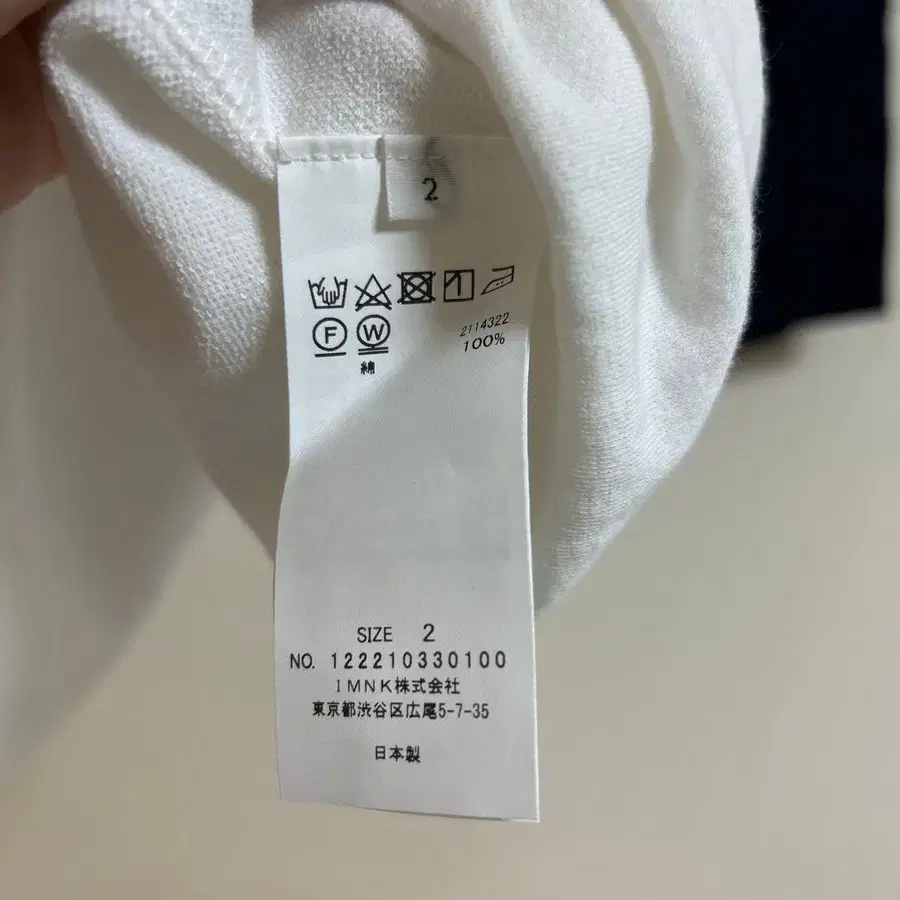 2
F W
2114322
綿 100%
SIZE 2
NO. 122210330100
IMNK株式会社
東京都渋谷区広尾5-7-35
日本製